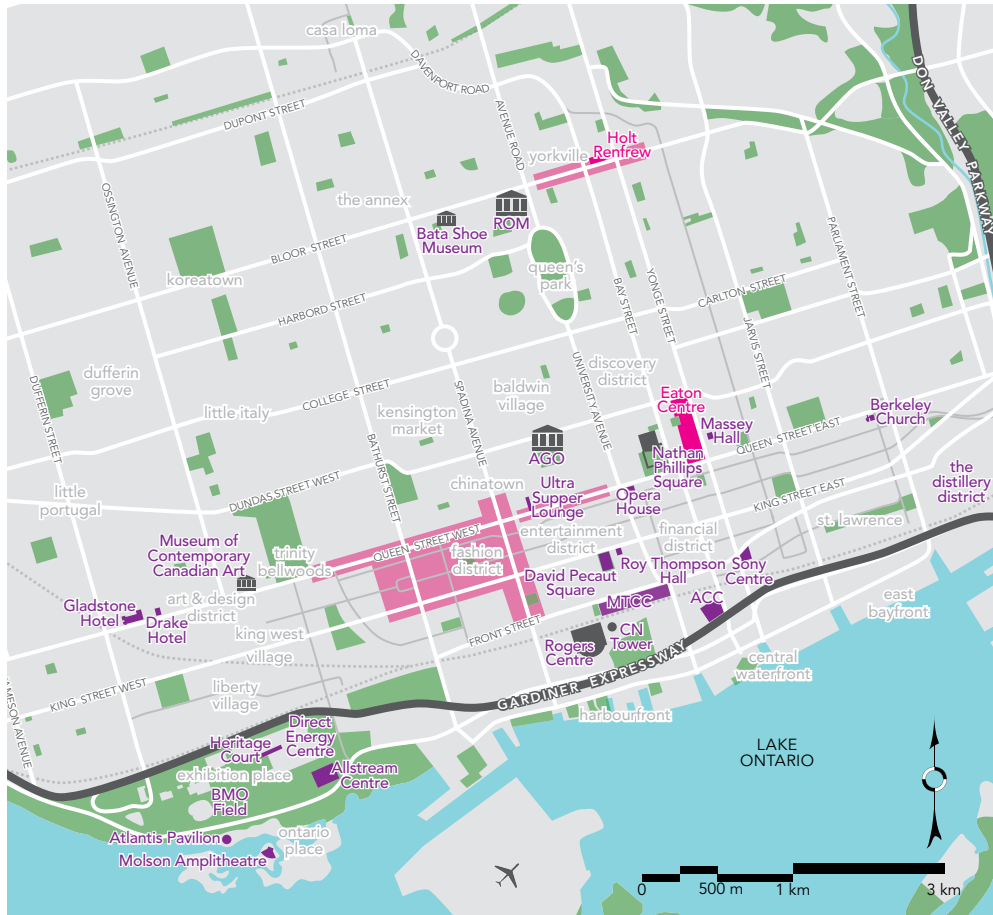 casa loma
DAVENPORT ROAD
DON VALLEY PARKWAY
DUPONT STREET
AVENUE ROAD
Holt
Renfrew
yorkville
OSSINGTON AVENUE
the annex
ROM
Bata Shoe
Museum
BLOOR STREET
PARLIAMENT STREET
koreatown
queen's
park
BAY STREET
YONGE STREET
CARLTON STREET
HARBORD STREET
JARVIS STREET
dufferin
grove
DUFFERIN STREET
COLLEGE STREET
SPADINA AVENUE
UNIVERSITY AVENUE
discovery
district
baldwin
village
little italy
kensington
market
Eaton
Centre
Massey
Hall
Berkeley
Church
QUEEN STREET EAST
BATHURST STREET
AGO
Nathan
Phillips
Square
the
distillery
district
little
portugal
DUNDAS STREET WEST
chinatown
Ultra
Supper
Lounge
Opera
House
KING STREET EAST
st. lawrence
Museum of
Contemporary
Canadian Art
trinity
bellwoods
QUEEN STREET WEST
fashion
district
entertainment
district
financial
district
David Pecaut
Square
Roy Thompson
Hall
Sony
Centre
MTCC
ACC
Gladstone
Hotel
Drake
Hotel
art & design
district
king west
village
FRONT STREET
Rogers
Centre
CN
Tower
east
bayfront
central
waterfront
JAMESON AVENUE
KING STREET WEST
liberty
village
GARDINER EXPRESSWAY
harbourfront
Direct
Energy
Centre
Heritage
Court
exhibition place
Allstream
Centre
BMO
Field
LAKE
ONTARIO
Atlantis Pavilion
Molson Amplitheatre
ontario
place
0
500 m
1 km
3 km